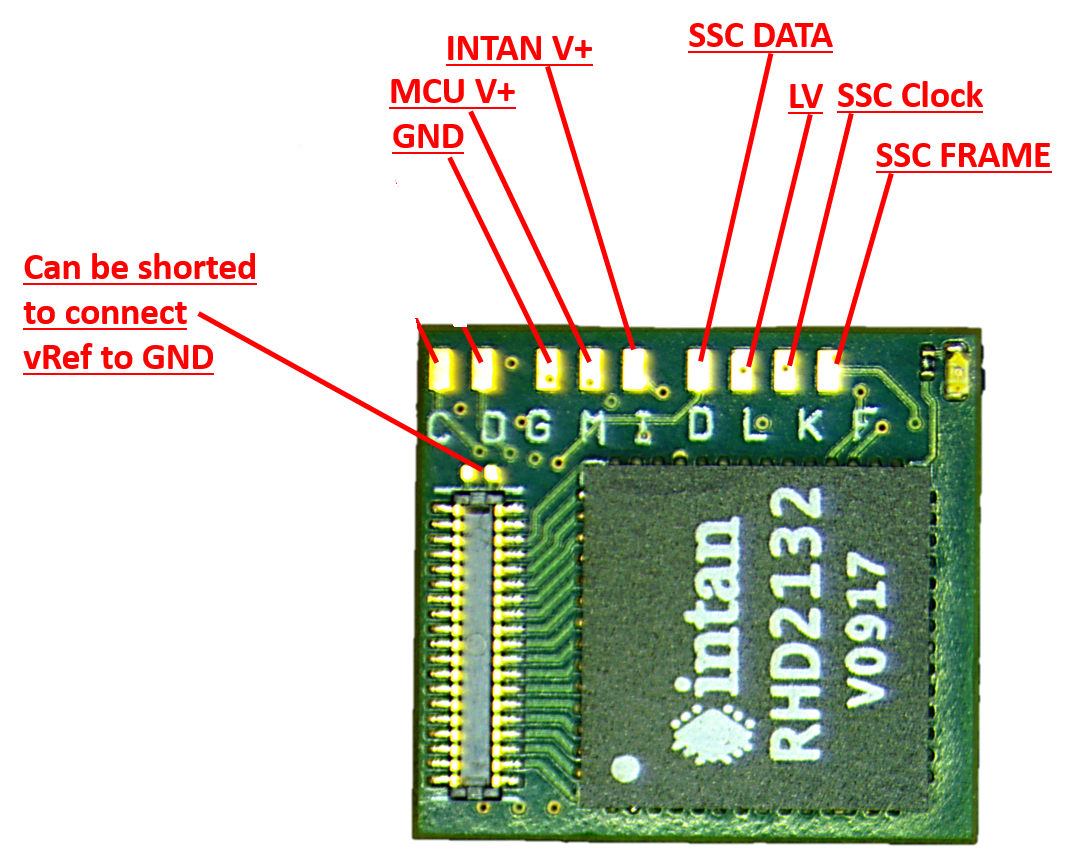 INTAN V+
SSC DATA
MCU V+
LV
SSC Clock
GND
SSC FRAME
Can be shorted
to connect
vRef to GND
C D G M I D L K F
intan
RHD2132
V0917